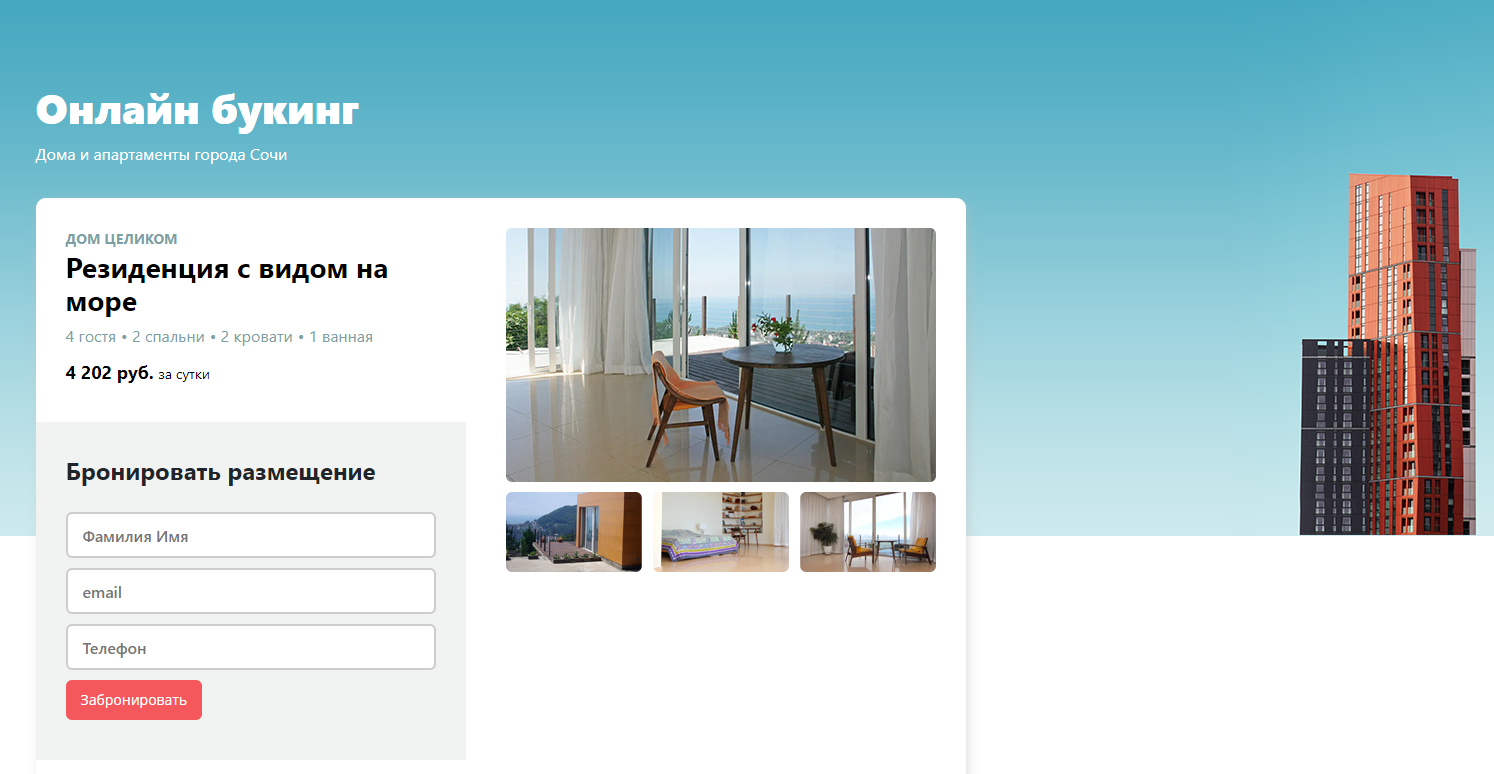 Онлайн букинг
Дома и апартаменты города Сочи
ДОМ ЦЕЛИКОМ
Резиденция с видом на
море
4 гостя • 2 спальни • 2 кровати • 1 ванная
4 202 руб. за сутки
Бронировать размещение
Фамилия Имя
email
Телефон
Забронировать